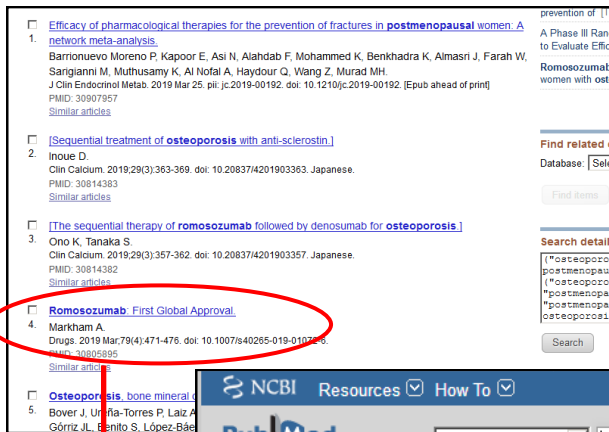 1. Efficacy of pharmacological therapies for the prevention of fractures in postmenopausal women: A
network meta-analysis.
Barrionuevo Moreno P, Kapoor E, Asi N, Alahdab F, Mohammed K, Benkhadra K, Almasri J, Farah W,
Sarigianni M, Muthusamy K, Al Nofal A, Haydour Q, Wang Z, Murad MH.
J Clin Endocrinol Metab. 2019 Mar 25. pii: jc.2019-00192. doi: 10.1210/jc.2019-00192. [Epub ahead of print]
PMID: 30907957
Similar articles
2. [Sequential treatment of osteoporosis with anti-sclerostin.]
Inoue D.
Clin Calcium. 2019;29(3):363-369. doi: 10.20837/4201903363. Japanese.
PMID: 30814383
Similar articles
3. [The sequential therapy of romosozumab followed by denosumab for osteoporosis.]
Ono K, Tanaka S.
Clin Calcium. 2019;29(3):357-362. doi: 10.20837/4201903357. Japanese.
PMID: 30814382
Similar articles
4. Romosozumab: First Global Approval.
Markham A.
Drugs. 2019 Mar;79(4):471-476. doi: 10.1007/s40265-019-01072-6.
PMID: 30805895
Similar articles
5. Osteoporosis, bone mineral
Bover J, Ureña-Torres P, Laiz A
Górriz JL, Benito S, López-Báe
prevention of
A Phase III Ran
to Evaluate Effic
Romosozumab
women with ost
Find related
Database: Sele
Find items
Search detail
("osteoporo
postmenopau
("osteoporo
"postmenopa
"postmenopa
osteoporosi
Search
NCBI Resources How To